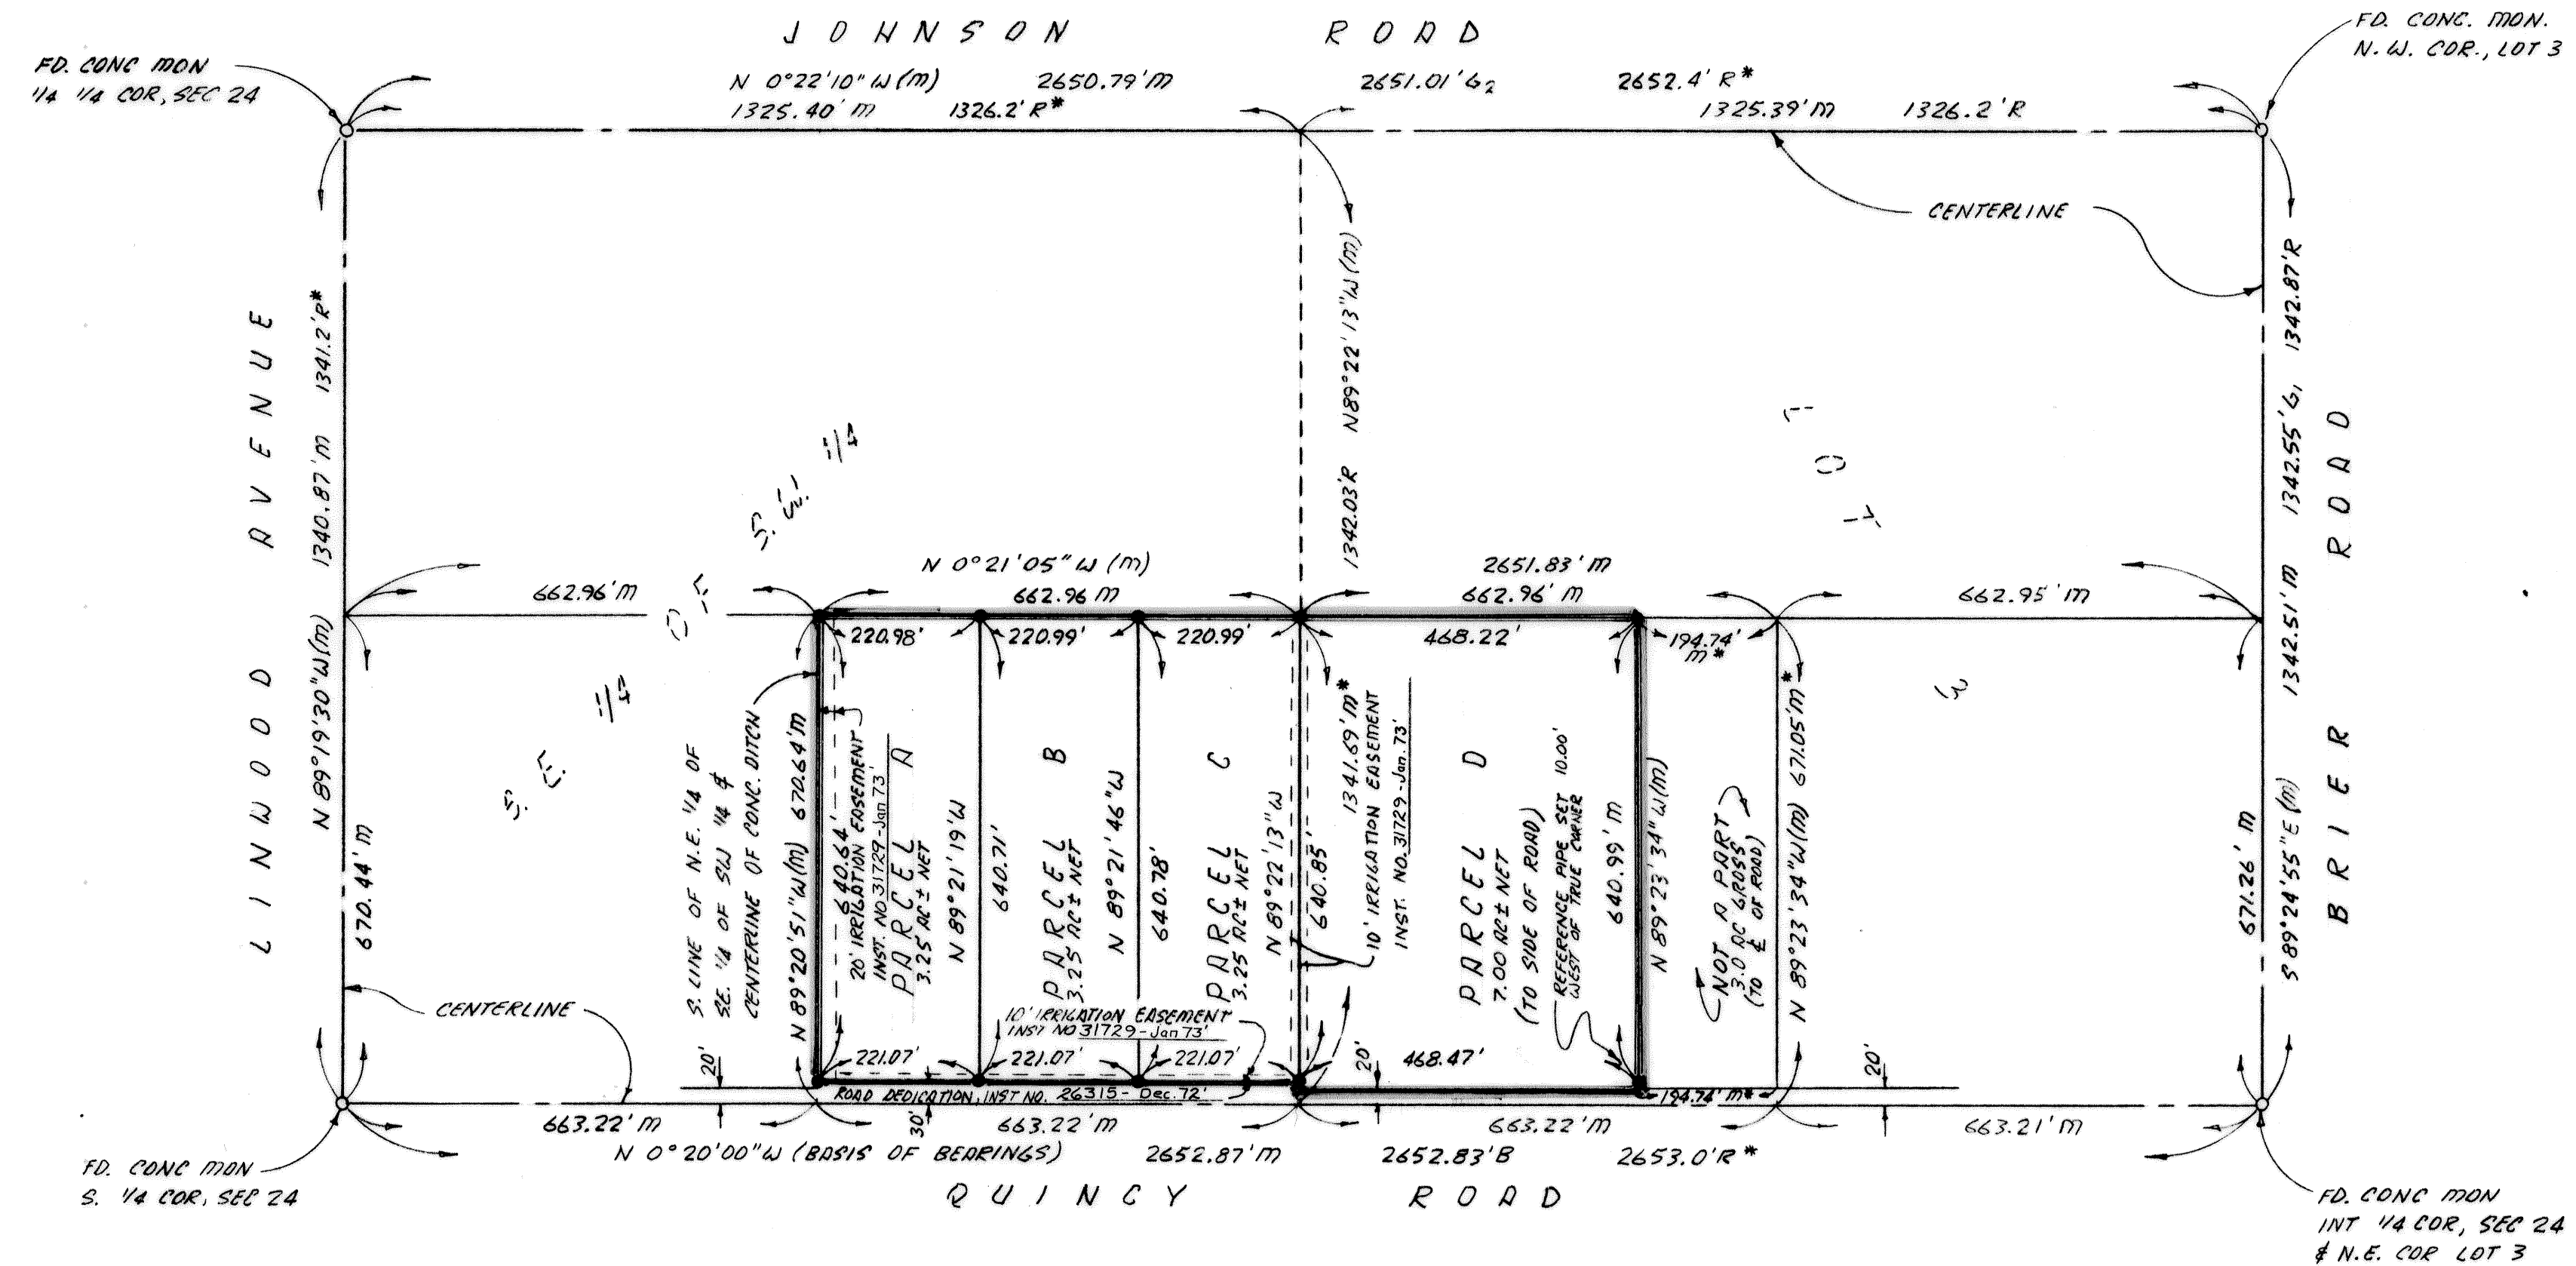 JOHNSON ROAD
FD. CONC MON
1/4 1/4 COR, SEC 24
N 0°22'10" W (M) 2650.79' M 2651.01' G2 2652.4' R*
1325.40' M 1326.2' R* 1325.39' M 1326.2' R
FD. CONC. MON.
N.W. COR., LOT 3
CENTERLINE
LINWOOD AVENUE
N 89°19'30" W (M) 1340.87' M 1341.2' R*
670.44' M
1342.03' R N 89°22'13" W (M)
S.E. 1/4 OF S.W. 1/4
LOT 3
BRIER ROAD
S 89°24'55" E (M) 1342.51' M 1342.55' G1 1342.87' R
671.26' M
N 0°21'05" W (M) 2651.83' M
662.96' M 662.96 M 662.96' M 662.95' M
220.98' 220.99' 220.99' 468.22' 194.74' M*
S. LINE OF N.E. 1/4 OF
S.E. 1/4 OF SW 1/4 &
CENTERLINE OF CONC. DITCH
N 89°20'51" W (M) 670.64' M
640.64'
20' IRRIGATION EASEMENT
INST. NO 31729-Jan 73'
PARCEL A
3.25 AC± NET
N 89°21'19" W
640.71'
PARCEL B
3.25 AC± NET
N 89°21'46" W
640.78'
PARCEL C
3.25 AC± NET
N 89°22'13" W
640.85'
1341.69' M*
10' IRRIGATION EASEMENT
INST. NO. 31729-Jan. 73'
PARCEL D
7.00 AC± NET
(TO SIDE OF ROAD)
REFERENCE PIPE SET 10.00'
WEST OF TRUE CORNER
640.99' M
N 89°23'34" W (M)
NOT A PART
3.0 AC GROSS
(TO ℄ OF ROAD)
N 89°23'34" W (M) 671.05' M*
CENTERLINE
10' IRRIGATION EASEMENT
INST NO 31729-Jan 73'
20' 221.07' 221.07' 221.07' 20' 468.47' 20'
ROAD DEDICATION, INST NO. 26315-Dec. 72'
194.74' M*
30'
663.22' M 663.22' M 663.22' M 663.21' M
N 0°20'00" W (BASIS OF BEARINGS) 2652.87' M 2652.83' B 2653.0' R*
FD. CONC MON
S. 1/4 COR, SEC 24
QUINCY ROAD
FD. CONC MON
INT 1/4 COR, SEC 24
& N.E. COR LOT 3